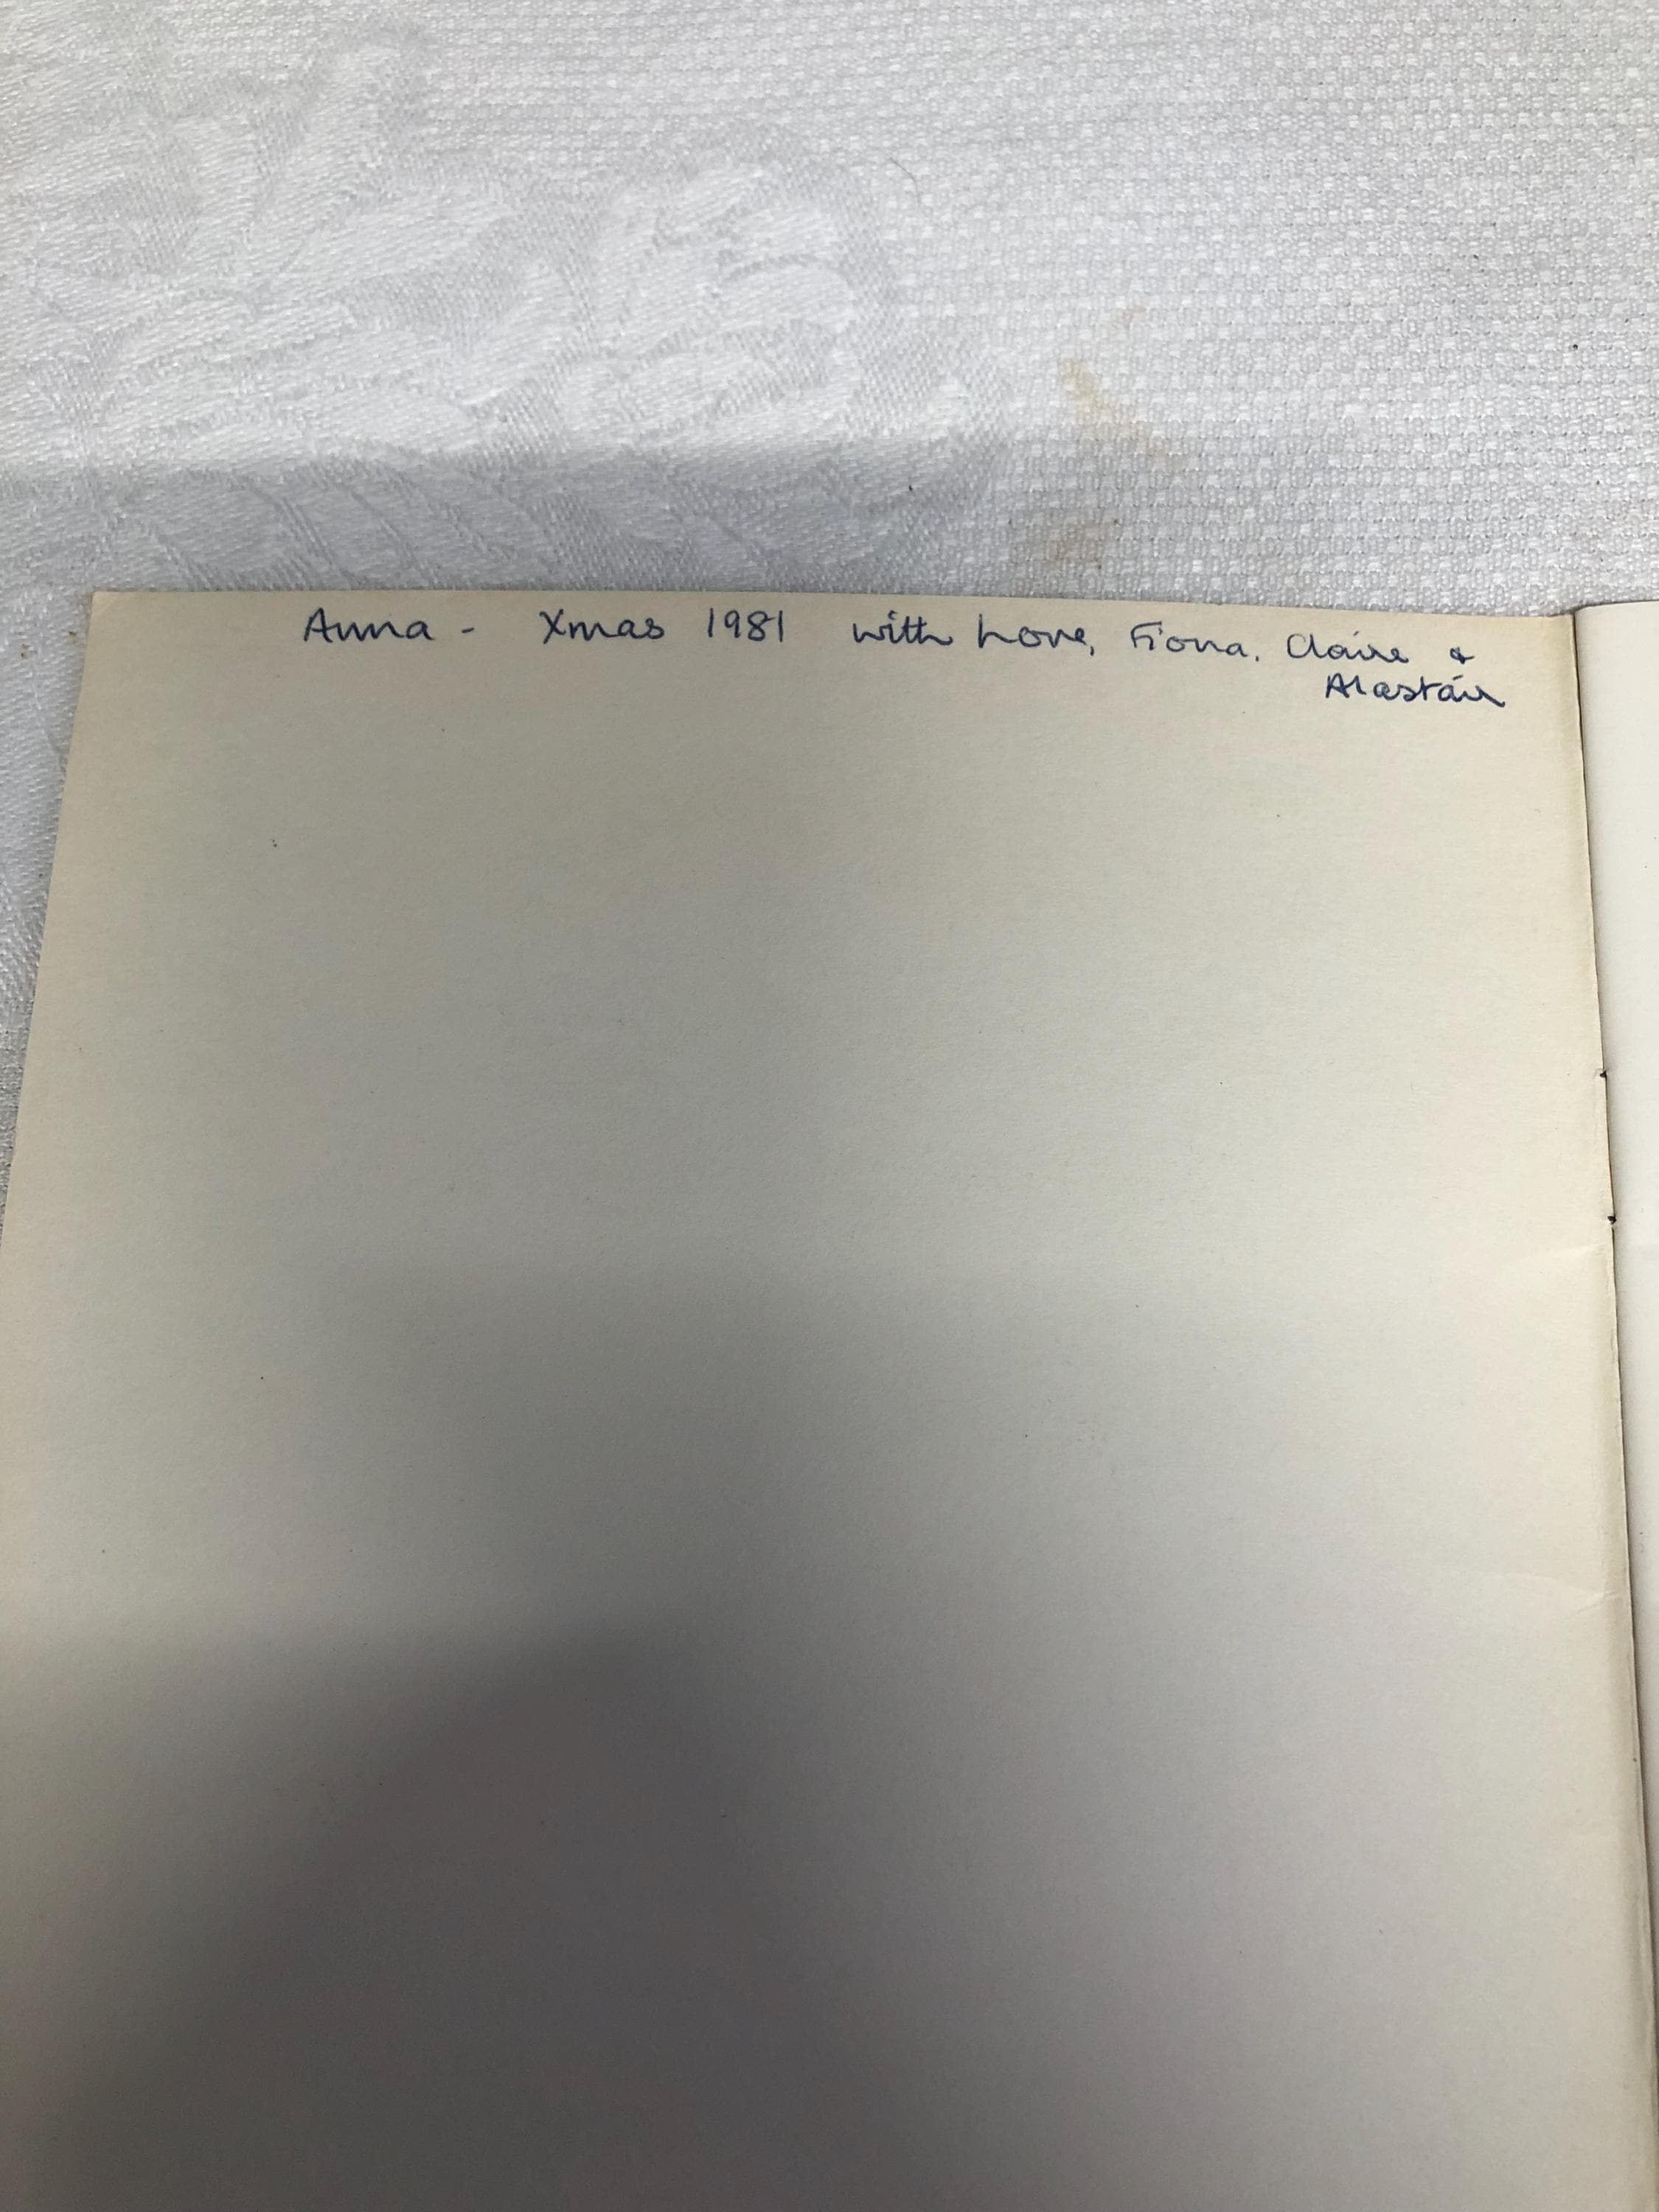 Anna - Xmas 1981 with Love, Fiona, Claire &
Alastair